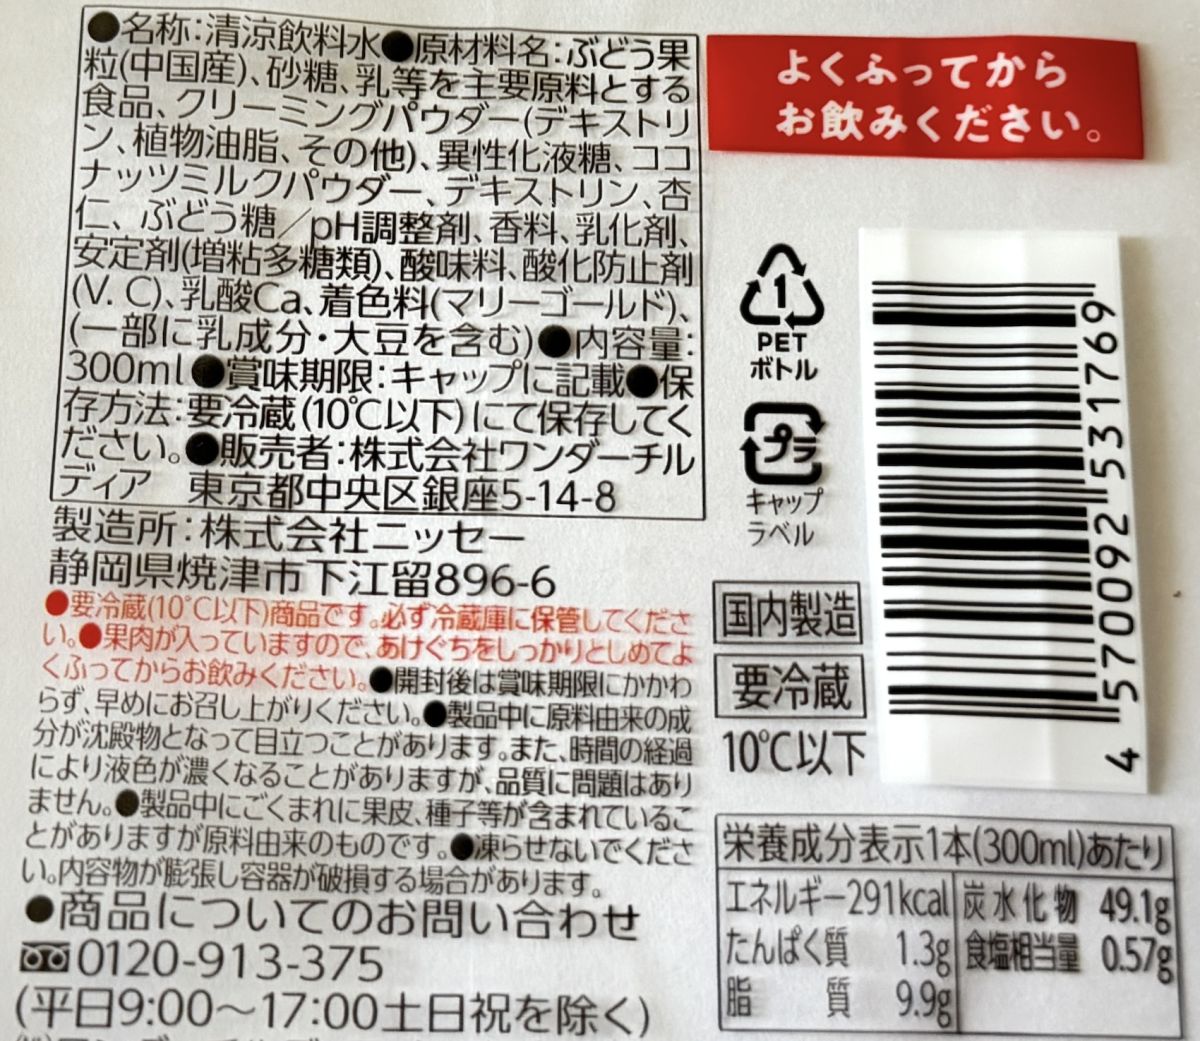 ●名称:清涼飲料水●原材料名:ぶどう果
粒(中国産)、砂糖、乳等を主要原料とする
食品、クリーミングパウダー(デキストリ
ン、植物油脂、その他)、異性化液糖、ココ
ナッツミルクパウダー、デキストリン、杏
仁、ぶどう糖/pH調整剤、香料、乳化剤、
安定剤(増粘多糖類)、酸味料、酸化防止剤
(V. C)、乳酸Ca、着色料(マリーゴールド)、
(一部に乳成分・大豆を含む)●内容量:
300ml●賞味期限:キャップに記載●保
存方法:要冷蔵(10℃以下)にて保存してく
ださい。●販売者:株式会社ワンダーチル
ディア 東京都中央区銀座5-14-8
製造所:株式会社ニッセー
静岡県焼津市下江留896-6
●要冷蔵(10℃以下)商品です。必ず冷蔵庫に保管してくださ
い。●果肉が入っていますので、あけぐちをしっかりとしめてよ
くふってからお飲みください。●開封後は賞味期限にかかわ
らず、早めにお召し上がりください。●製品中に原料由来の成
分が沈殿物となって目立つことがあります。また、時間の経過
により液色が濃くなることがありますが、品質に問題はあり
ません。●製品中にごくまれに果皮、種子等が含まれているこ
とがありますが原料由来のものです。●凍らせないでくださ
い。内容物が膨張し容器が破損する場合があります。
●商品についてのお問い合わせ
0120-913-375
(平日9:00〜17:00土日祝を除く)
よくふってから
お飲みください。
1
PET
ボトル
プラ
キャップ
ラベル
国内製造
要冷蔵
10℃以下
4 570092 531769
栄養成分表示1本(300ml)あたり
エネルギー291kcal 炭水化物 49.1g
たんぱく質 1.3g 食塩相当量 0.57g
脂質 9.9g